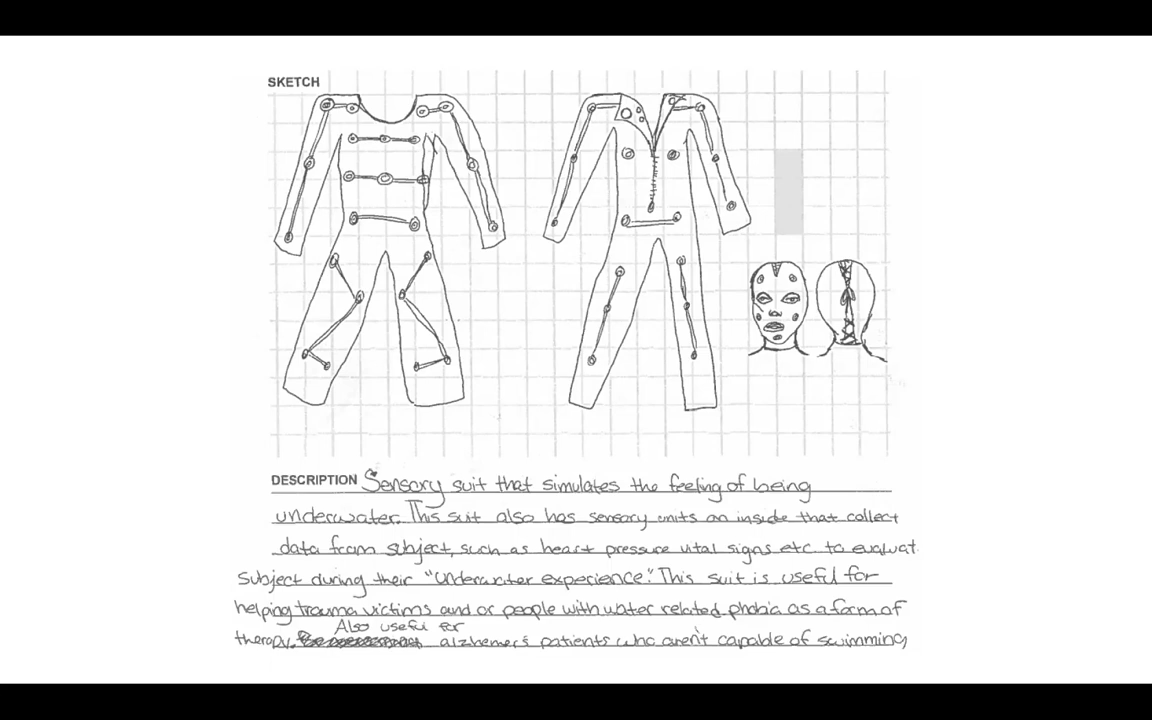 SKETCH
DESCRIPTION Sensory suit that simulates the feeling of being
underwater. This suit also has sensory units on inside that collect
data from subject, such as heart pressure vital signs etc. to evaluat
subject during their "underwater experience". This suit is useful for
helping trauma victims and or people with water related phobia as a form of
Also useful for
therapy. alzhemer's patients who aren't capable of swimming,